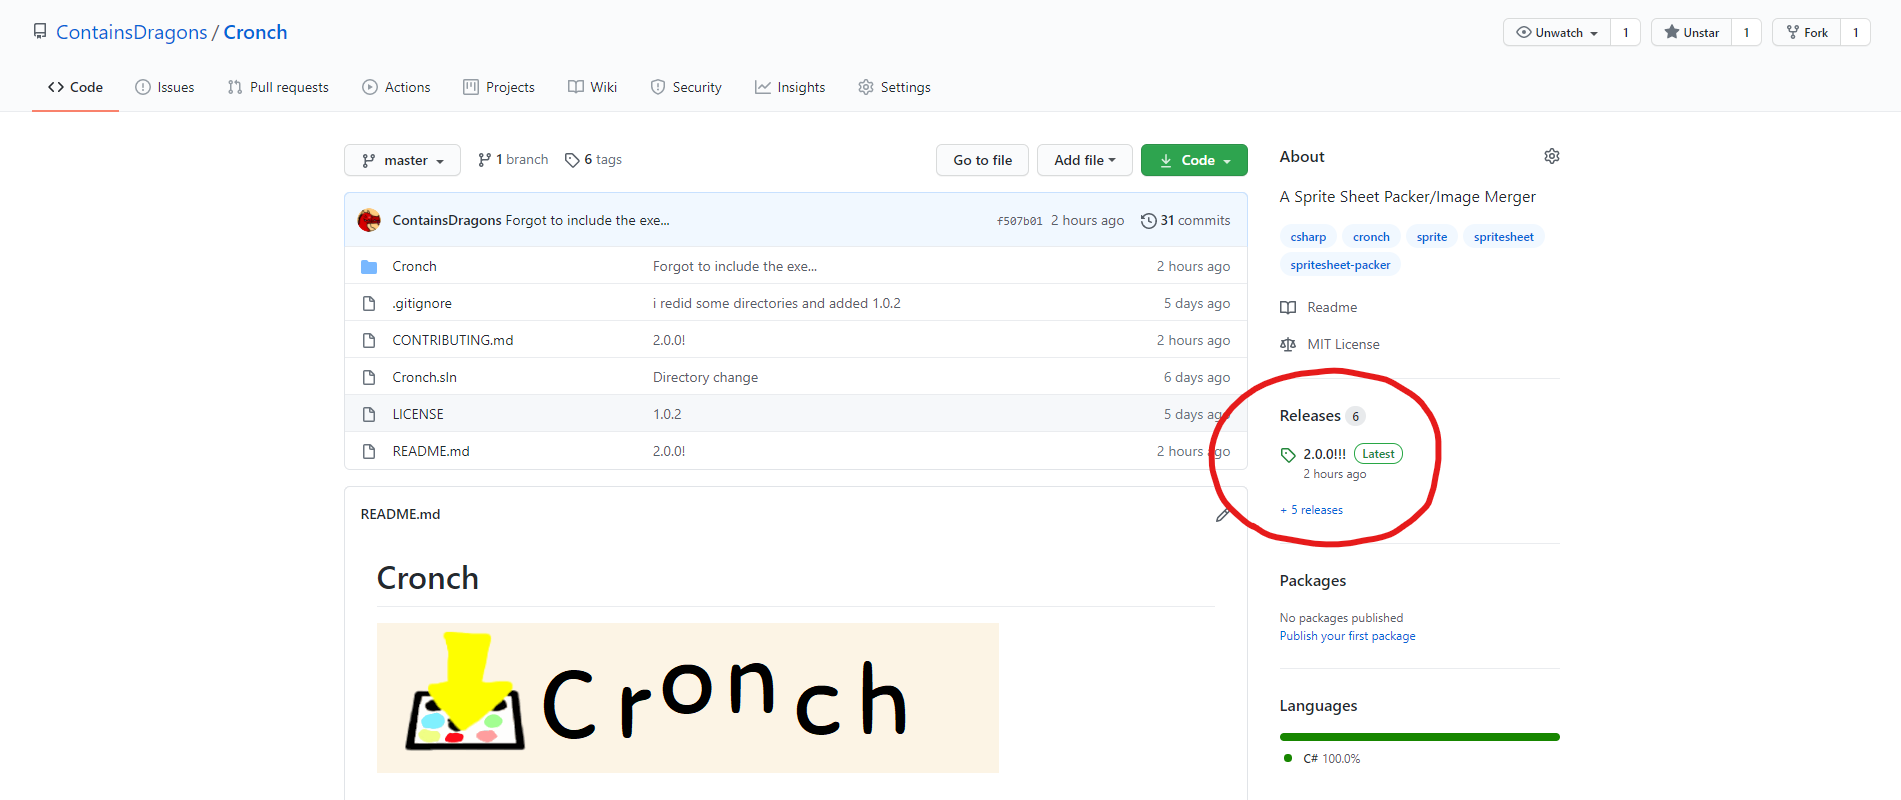 ContainsDragons / Cronch
Unwatch 1 Unstar 1 Fork 1
Code Issues Pull requests Actions Projects Wiki Security Insights Settings
master 1 branch 6 tags Go to file Add file Code
ContainsDragons Forgot to include the exe... f507b01 2 hours ago 31 commits
Cronch Forgot to include the exe... 2 hours ago
.gitignore i redid some directories and added 1.0.2 5 days ago
CONTRIBUTING.md 2.0.0! 2 hours ago
Cronch.sln Directory change 6 days ago
LICENSE 1.0.2 5 days ago
README.md 2.0.0! 2 hours ago
README.md
Cronch
Cronch
About
A Sprite Sheet Packer/Image Merger
csharp cronch sprite spritesheet
spritesheet-packer
Readme
MIT License
Releases 6
2.0.0!!! Latest
2 hours ago
+ 5 releases
Packages
No packages published
Publish your first package
Languages
C# 100.0%